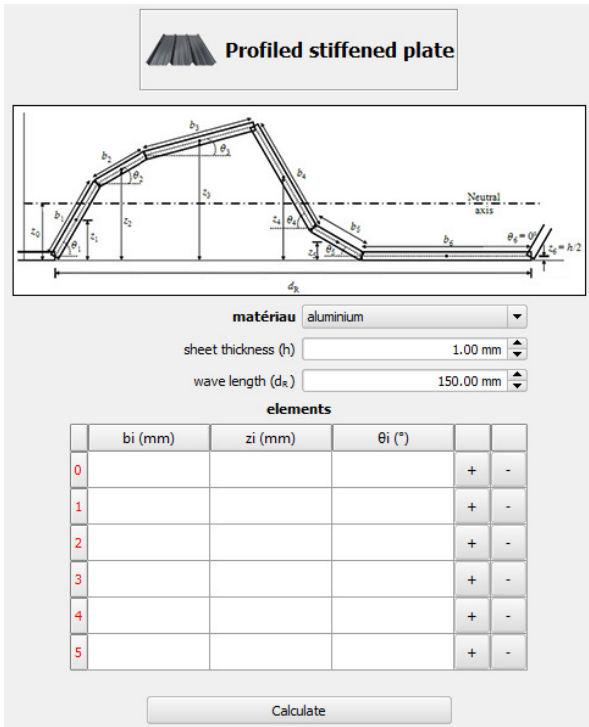 Profiled stiffened plate
b₃
b₂
θ₃
b₄
b₁
θ₂
z₃
Neutral
axis
z₀
z₁
z₂
z₄
θ₄
b₅
θ₁
θ₅
b₆
θ₆ = 0°
z₆ = h/2
d_R
matériau aluminium
sheet thickness (h) 1.00 mm
wave length (dR) 150.00 mm
elements
bi (mm) zi (mm) θi (°)
0 + -
1 + -
2 + -
3 + -
4 + -
5 + -
Calculate